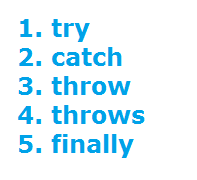 1. try
2. catch
3. throw
4. throws
5. finally